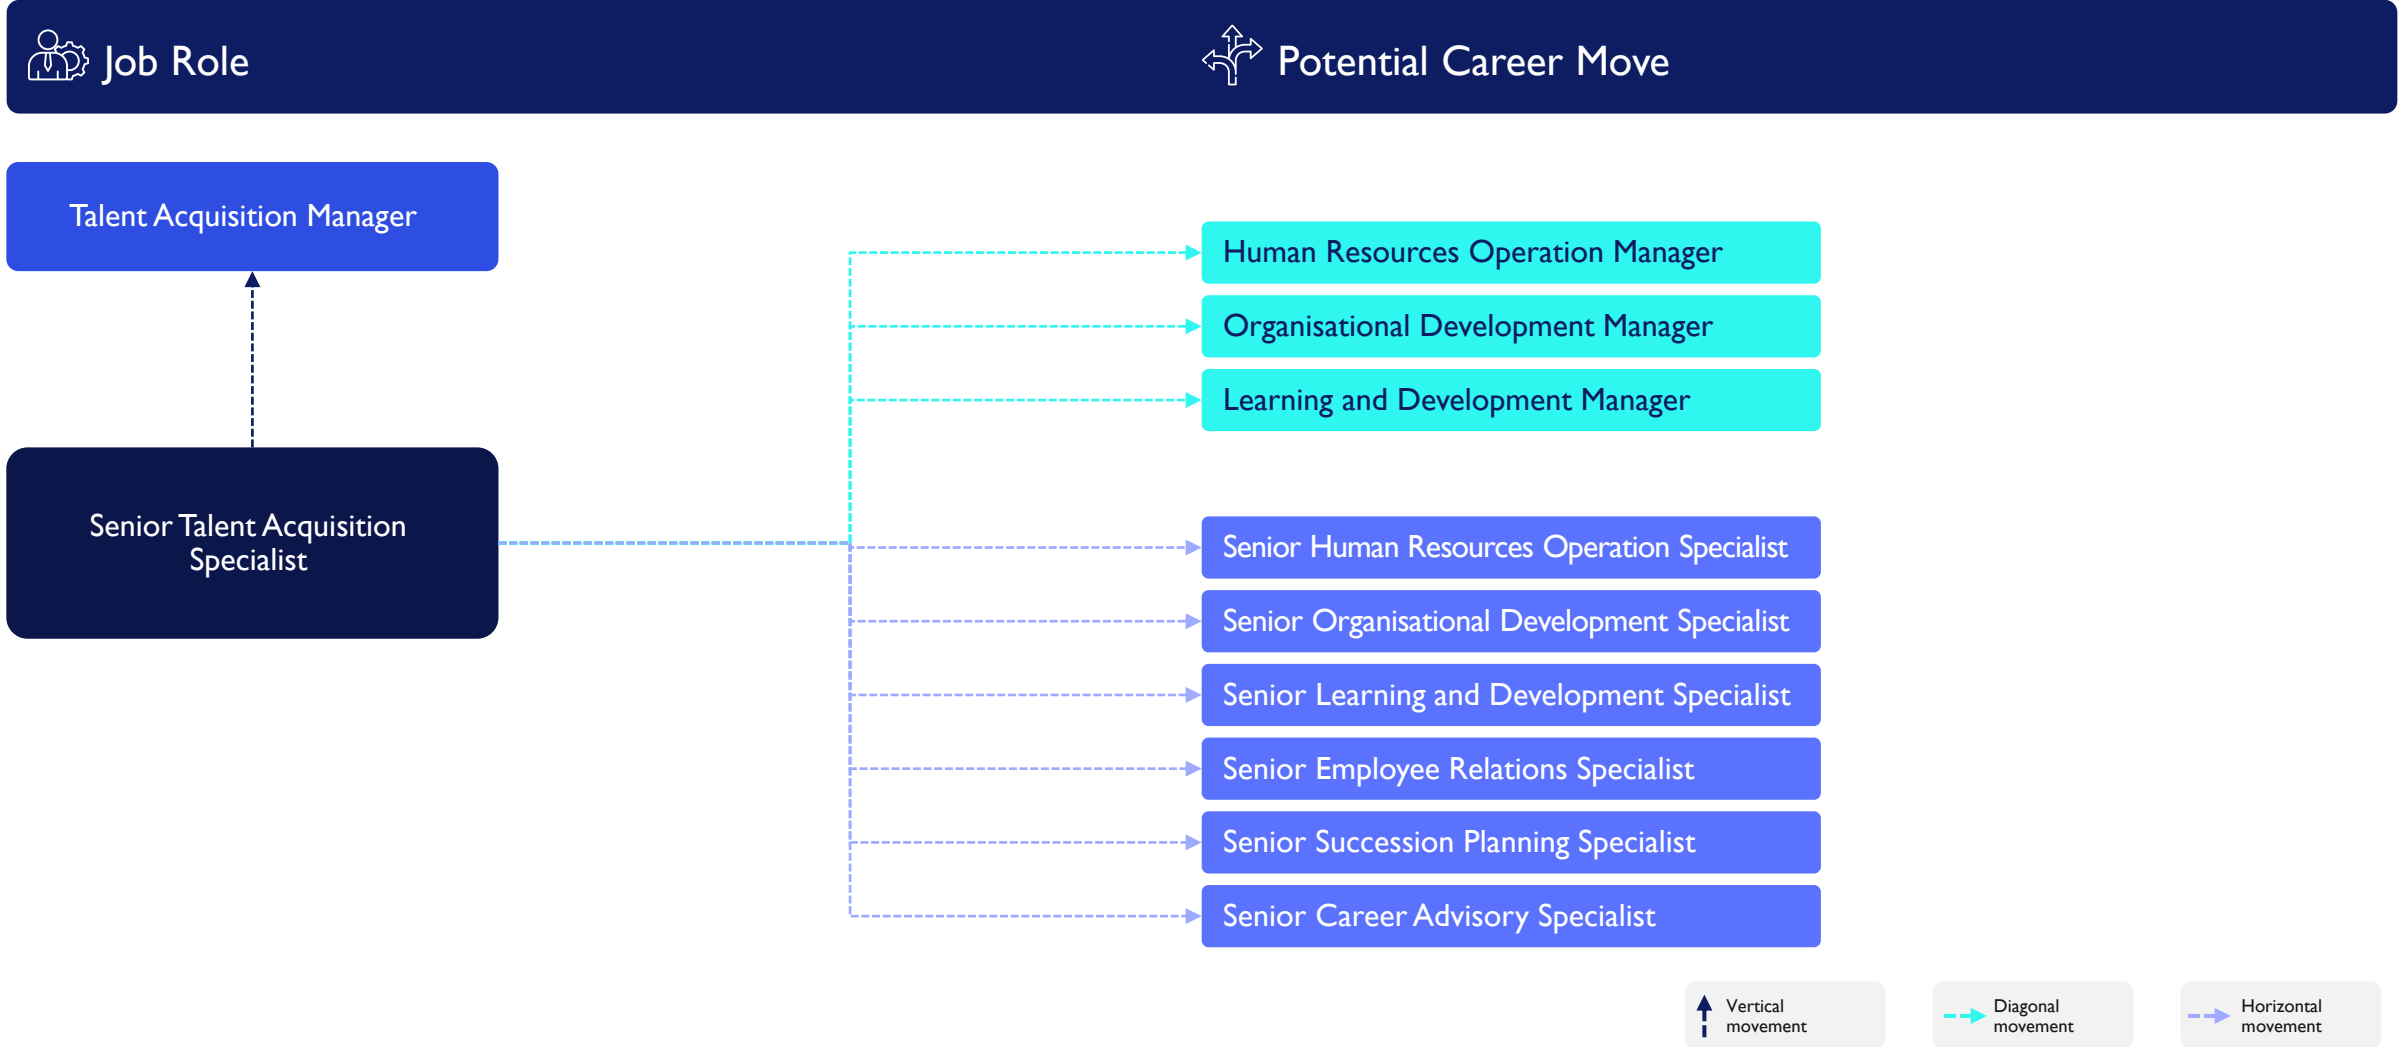 Job Role
Potential Career Move
Talent Acquisition Manager
Human Resources Operation Manager
Organisational Development Manager
Learning and Development Manager
Senior Talent Acquisition
Specialist
Senior Human Resources Operation Specialist
Senior Organisational Development Specialist
Senior Learning and Development Specialist
Senior Employee Relations Specialist
Senior Succession Planning Specialist
Senior Career Advisory Specialist
Vertical
movement
Diagonal
movement
Horizontal
movement